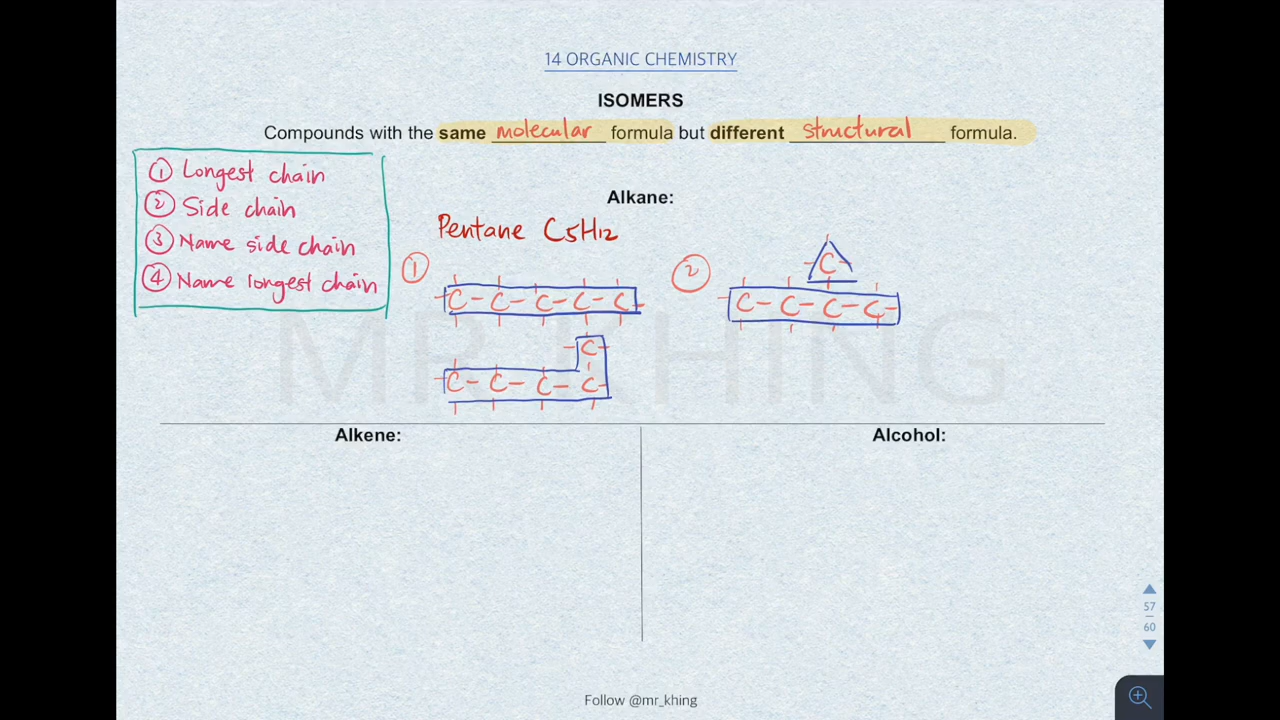 14 ORGANIC CHEMISTRY
ISOMERS
Compounds with the same molecular formula but different structural formula.
① Longest chain
② Side chain
③ Name side chain
④ Name longest chain
Alkane:
Pentane C5H12
①
C - C - C - C - C
C
C - C - C - C
②
C
C - C - C - C
MR KHING
Alkene:
Alcohol:
57
60
Follow @mr_khing